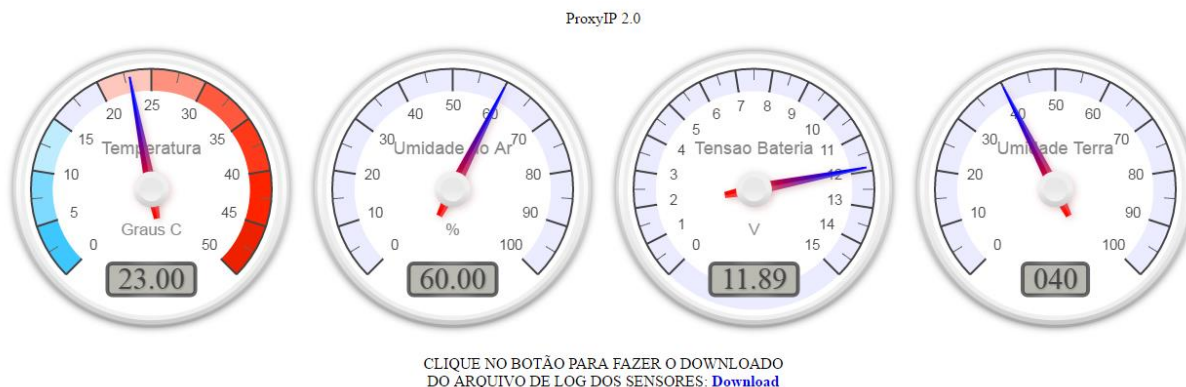 ProxyIP 2.0
0 5 10 15 20 25 30 35 40 45 50
Temperatura
Graus C
23.00
0 10 20 30 40 50 60 70 80 90 100
Umidade do Ar
%
60.00
0 1 2 3 4 5 6 7 8 9 10 11 12 13 14 15
Tensao Bateria
V
11.89
0 10 20 30 40 50 60 70 80 90 100
Umidade Terra
040
CLIQUE NO BOTÃO PARA FAZER O DOWNLOADO
DO ARQUIVO DE LOG DOS SENSORES: Download